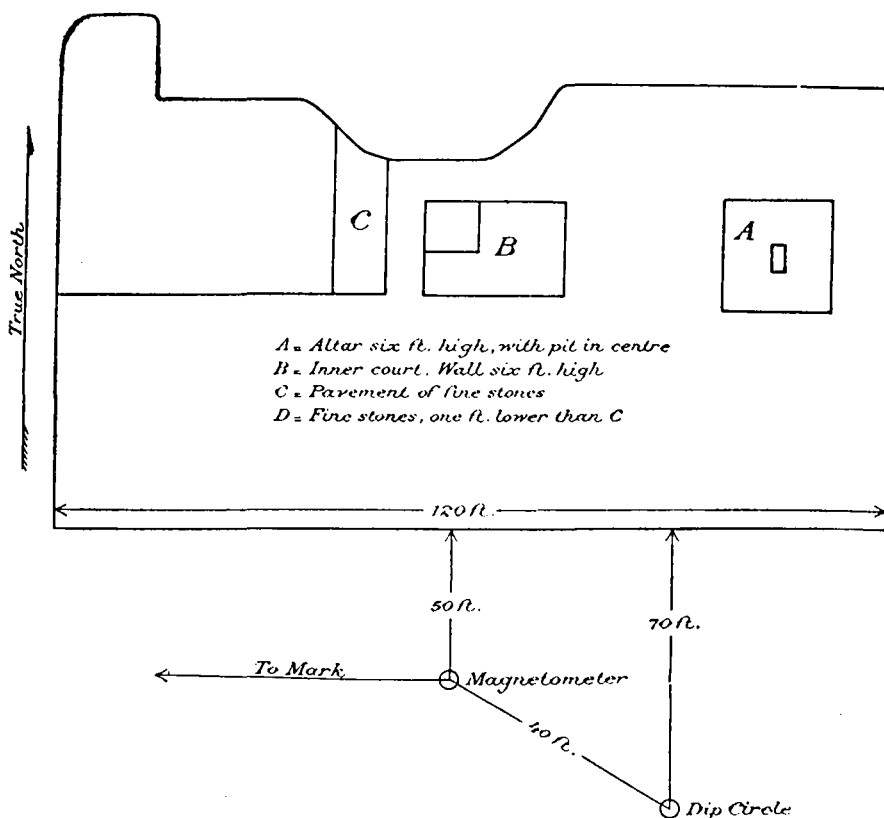 True North
C
B
A
A = Altar six ft. high, with pit in centre
B = Inner court. Wall six ft. high
C = Pavement of fine stones
D = Fine stones, one ft. lower than C
120 ft.
50 ft.
70 ft.
To Mark
Magnetometer
40 ft.
Dip Circle